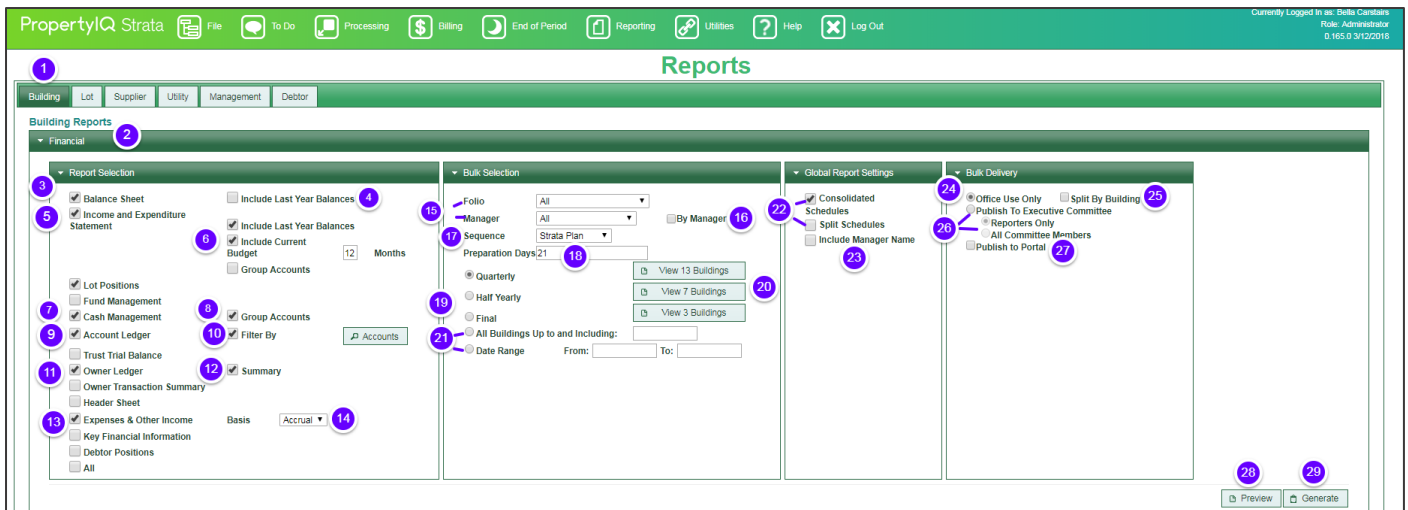 PropertyIQ Strata File To Do Processing Billing End of Period Reporting Utilities Help Log Out
Currently Logged In as: Bella Carstairs
Role: Administrator
0.165.0 3/12/2018
Reports
1
Building Lot Supplier Utility Management Debtor
Building Reports
2
Financial
Report Selection
3
Balance Sheet
Include Last Year Balances
4
5
Income and Expenditure
Statement
Include Last Year Balances
6
Include Current
Budget
12 Months
Group Accounts
Lot Positions
Fund Management
7
Cash Management
8
Group Accounts
9
Account Ledger
10
Filter By
Accounts
Trust Trial Balance
11
Owner Ledger
12
Summary
Owner Transaction Summary
Header Sheet
13
Expenses & Other Income
Basis
Accrual
14
Key Financial Information
Debtor Positions
All
Bulk Selection
15
Folio All
Manager All
By Manager
16
17
Sequence Strata Plan
Preparation Days 21
18
Quarterly
View 13 Buildings
19
Half Yearly
View 7 Buildings
20
Final
View 3 Buildings
21
All Buildings Up to and Including:
Date Range From: To:
Global Report Settings
22
Consolidated
Schedules
Split Schedules
Include Manager Name
23
Bulk Delivery
24
Office Use Only
Split By Building
25
Publish To Executive Committee
26
Reporters Only
All Committee Members
Publish to Portal
27
28
Preview
29
Generate